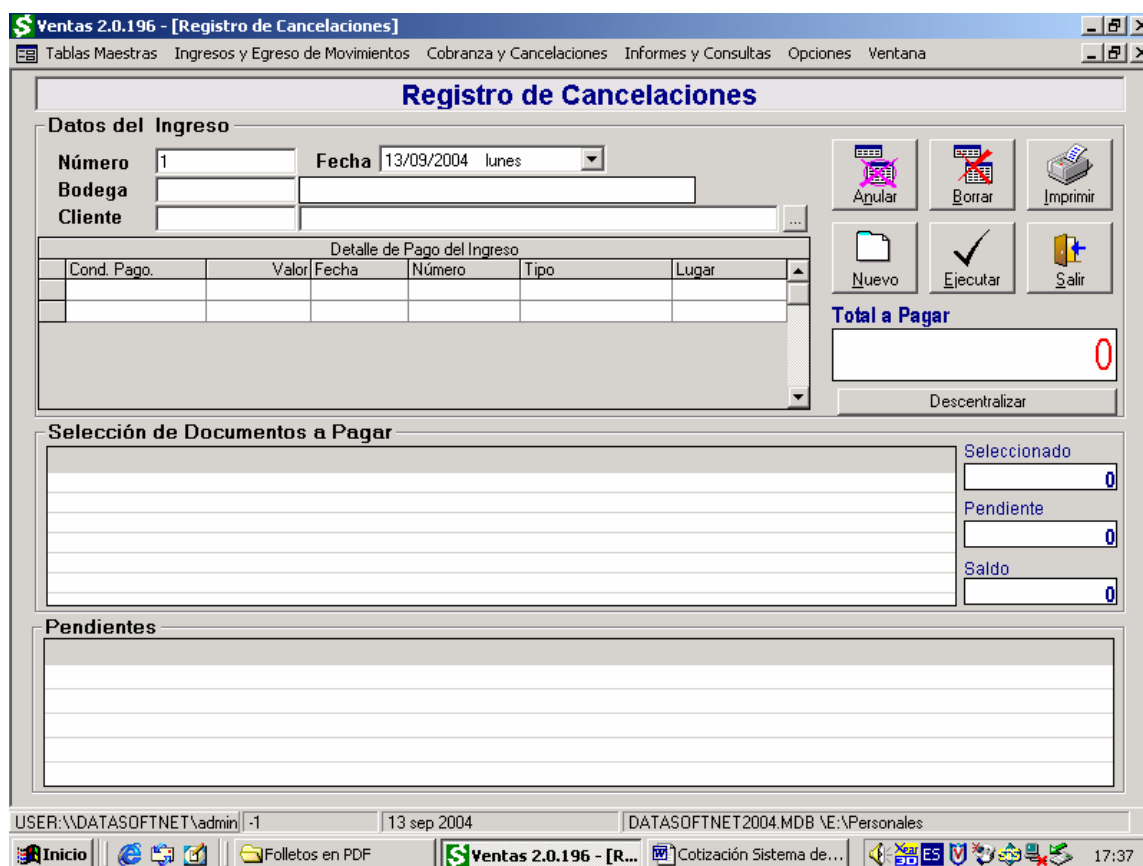 Ventas 2.0.196 - [Registro de Cancelaciones]
Tablas Maestras Ingresos y Egreso de Movimientos Cobranza y Cancelaciones Informes y Consultas Opciones Ventana
Registro de Cancelaciones
Datos del Ingreso
Número 1 Fecha 13/09/2004 lunes
Bodega
Cliente ...
Anular Borrar Imprimir
Detalle de Pago del Ingreso
Cond. Pago. Valor Fecha Número Tipo Lugar
Nuevo Ejecutar Salir
Total a Pagar
0
Descentralizar
Selección de Documentos a Pagar
Seleccionado
0
Pendiente
0
Saldo
0
Pendientes
USER:\\DATASOFTNET\admin -1 13 sep 2004 DATASOFTNET2004.MDB \E:\Personales
Inicio Folletos en PDF Ventas 2.0.196 - [R... Cotización Sistema de... ES 17:37